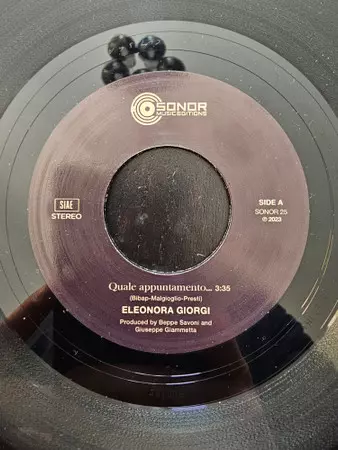 SONOR
MUSIC EDITIONS
SIAE
STEREO
SIDE A
SONOR 25
℗ 2023
Quale appuntamento... 3:35
(Bibap-Malgioglio-Presti)
ELEONORA GIORGI
Produced by Beppe Savoni and
Giuseppe Giammetta